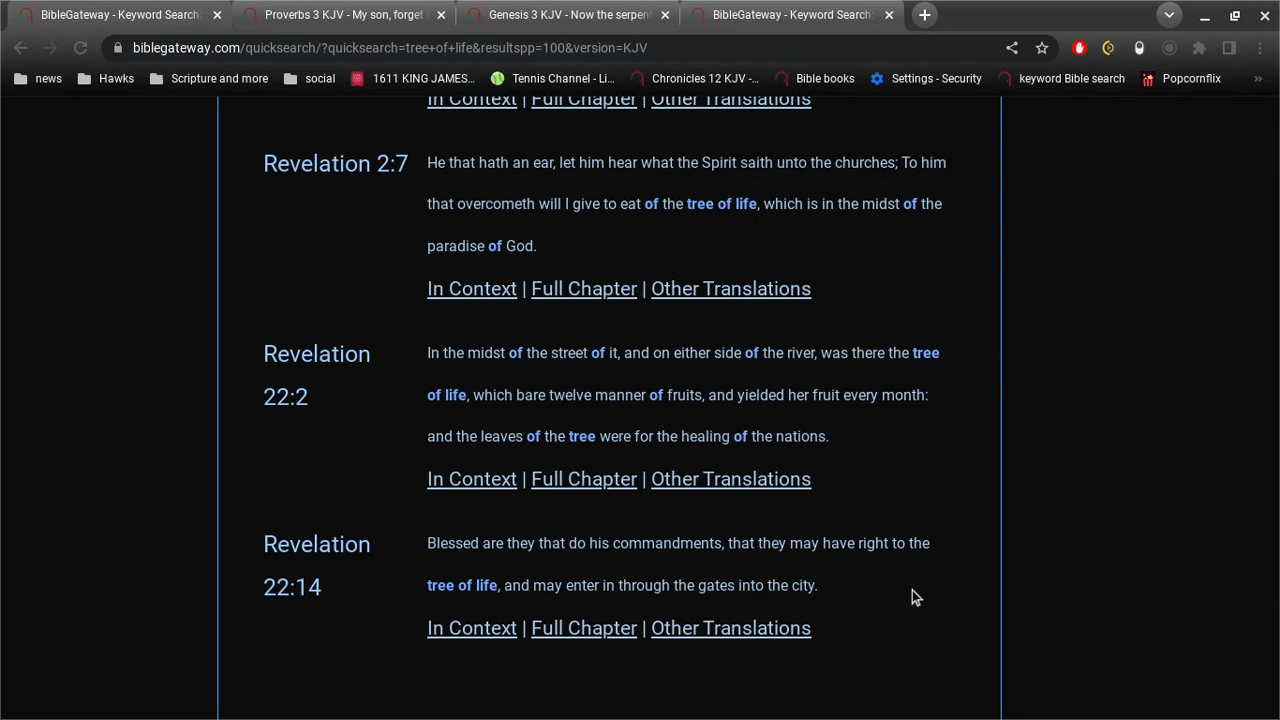 BibleGateway - Keyword Search:
Proverbs 3 KJV - My son, forget n
Genesis 3 KJV - Now the serpent
BibleGateway - Keyword Search:
biblegateway.com/quicksearch/?quicksearch=tree+of+life&resultspp=100&version=KJV
news
Hawks
Scripture and more
social
1611 KING JAMES...
Tennis Channel - Li...
Chronicles 12 KJV -...
Bible books
Settings - Security
keyword Bible search
Popcornflix
»
In Context | Full Chapter | Other Translations
Revelation 2:7
He that hath an ear, let him hear what the Spirit saith unto the churches; To him
that overcometh will I give to eat of the tree of life, which is in the midst of the
paradise of God.
In Context | Full Chapter | Other Translations
Revelation
22:2
In the midst of the street of it, and on either side of the river, was there the tree
of life, which bare twelve manner of fruits, and yielded her fruit every month:
and the leaves of the tree were for the healing of the nations.
In Context | Full Chapter | Other Translations
Revelation
22:14
Blessed are they that do his commandments, that they may have right to the
tree of life, and may enter in through the gates into the city.
In Context | Full Chapter | Other Translations